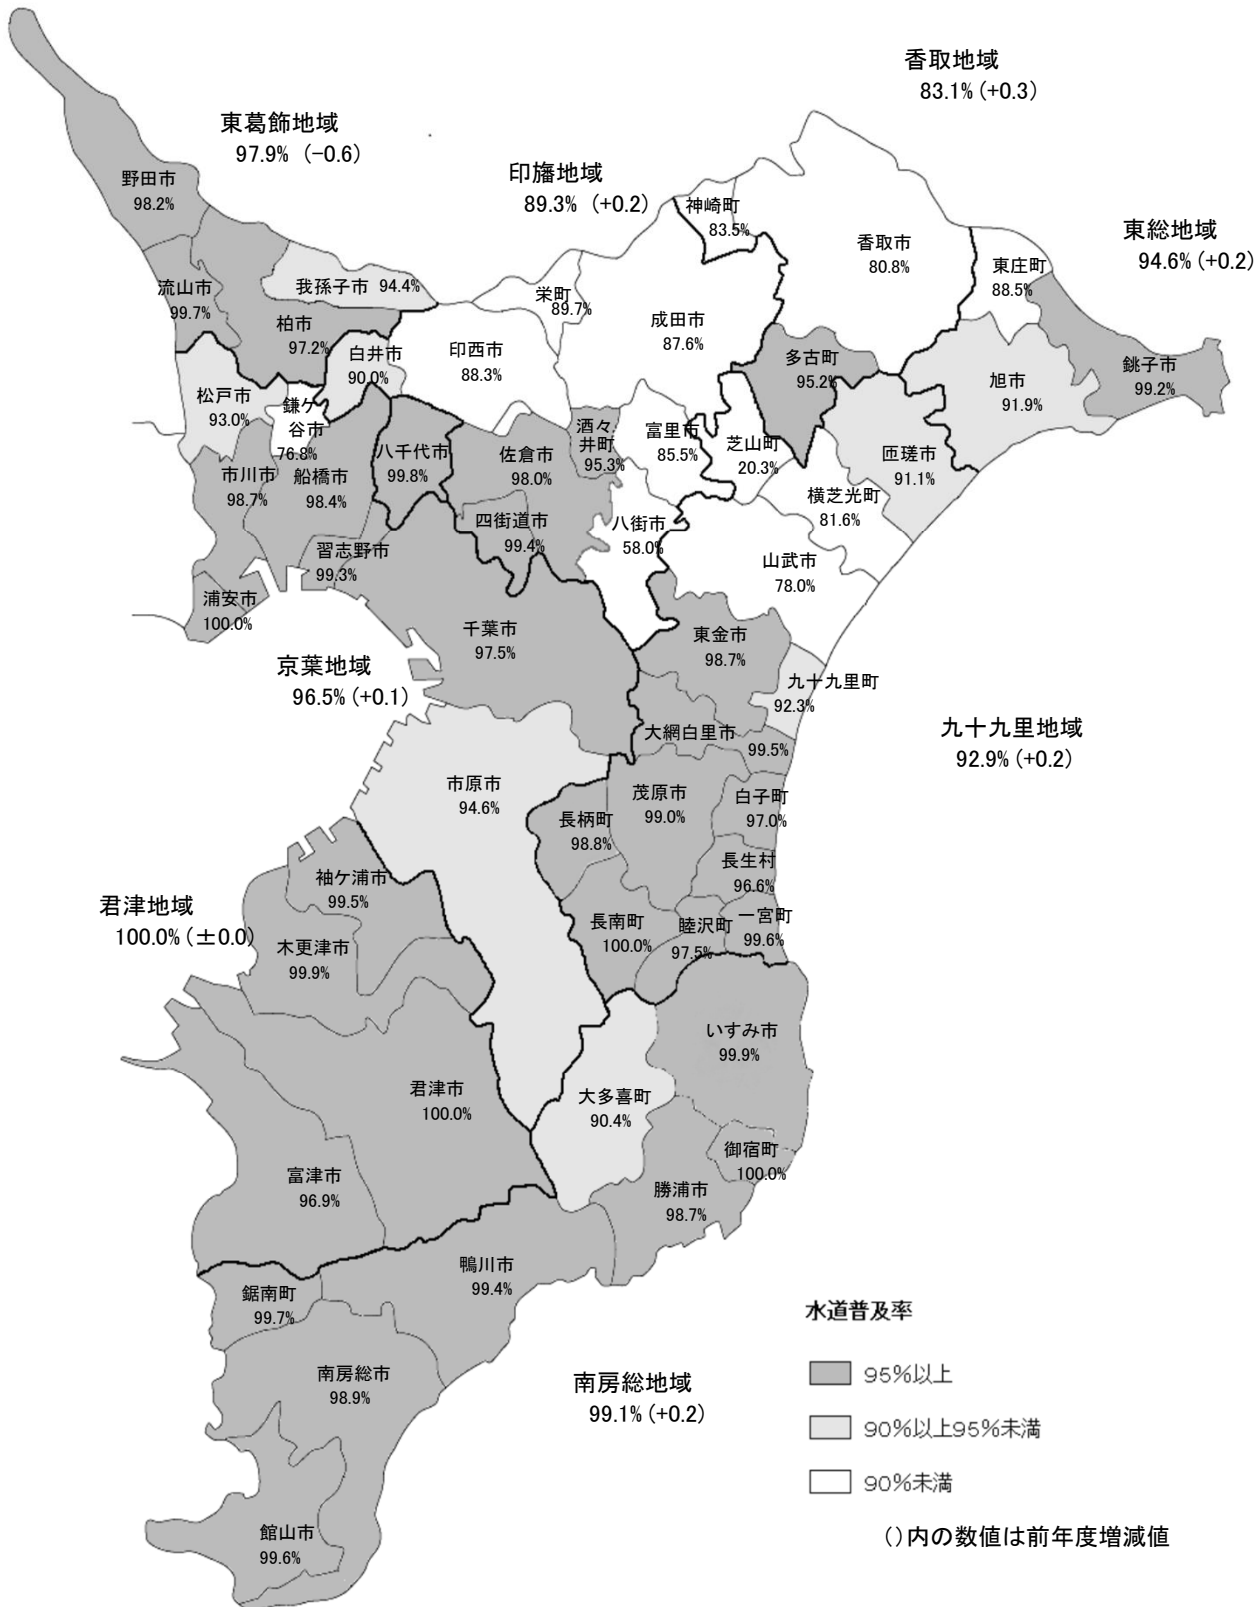 香取地域
83.1% (+0.3)
東葛飾地域
97.9% (−0.6)
印旛地域
89.3% (+0.2)
東総地域
94.6% (+0.2)
野田市
98.2%
神崎町
83.5%
香取市
80.8%
東庄町
88.5%
流山市
99.7%
我孫子市 94.4%
栄町
89.7%
成田市
87.6%
柏市
97.2%
白井市
90.0%
印西市
88.3%
多古町
95.2%
旭市
91.9%
銚子市
99.2%
松戸市
93.0%
鎌ケ
谷市
76.8%
酒々
井町
95.3%
富里市
85.5%
芝山町
20.3%
匝瑳市
91.1%
市川市
98.7%
船橋市
98.4%
八千代市
99.8%
佐倉市
98.0%
横芝光町
81.6%
四街道市
99.4%
八街市
58.0%
習志野市
99.3%
山武市
78.0%
浦安市
100.0%
千葉市
97.5%
東金市
98.7%
京葉地域
96.5% (+0.1)
九十九里町
92.3%
大網白里市
99.5%
九十九里地域
92.9% (+0.2)
市原市
94.6%
茂原市
99.0%
白子町
97.0%
長柄町
98.8%
長生村
96.6%
袖ケ浦市
99.5%
君津地域
100.0% (±0.0)
木更津市
99.9%
長南町
100.0%
睦沢町
97.5%
一宮町
99.6%
いすみ市
99.9%
君津市
100.0%
大多喜町
90.4%
御宿町
100.0%
富津市
96.9%
勝浦市
98.7%
鴨川市
99.4%
鋸南町
99.7%
南房総市
98.9%
南房総地域
99.1% (+0.2)
館山市
99.6%
水道普及率
95%以上
90%以上95%未満
90%未満
()内の数値は前年度増減値